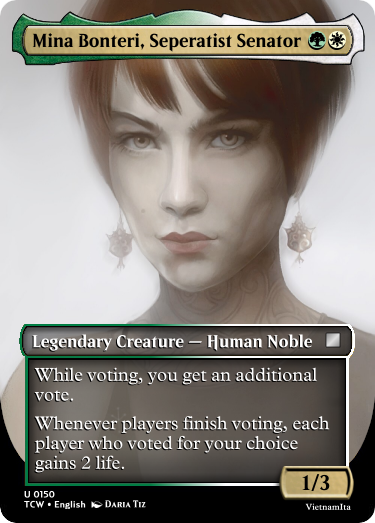 Mina Bonteri, Seperatist Senator
Legendary Creature — Human Noble
While voting, you get an additional
vote.
Whenever players finish voting, each
player who voted for your choice
gains 2 life.
1/3
U 0150
TCW • English Daria Tiz
VietnamIta